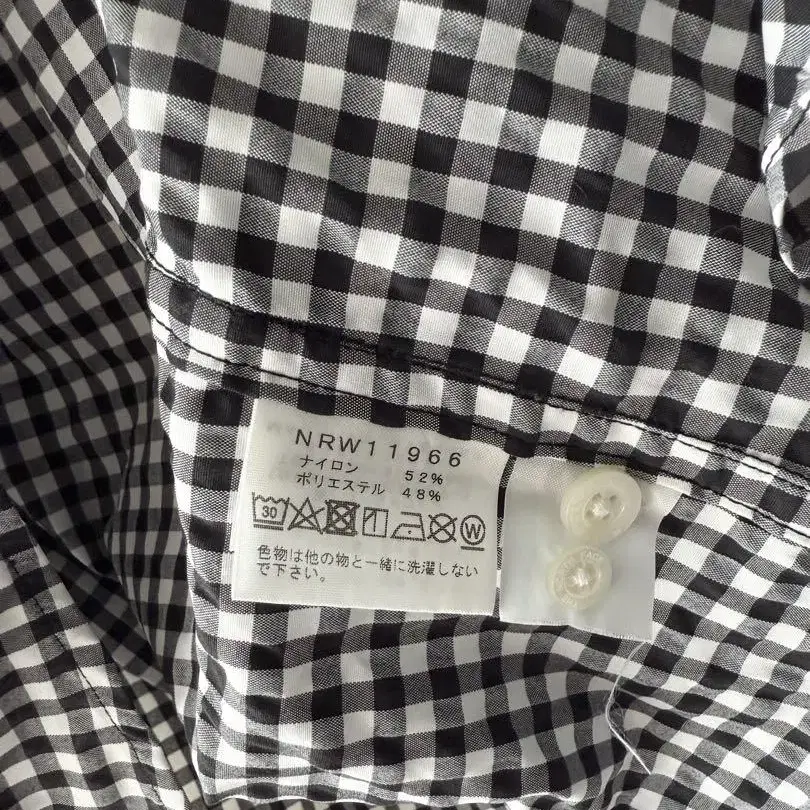 NRW11966
ナイロン 52%
ポリエステル 48%
30
W
色物は他の物と一緒に洗濯しない
で下さい。